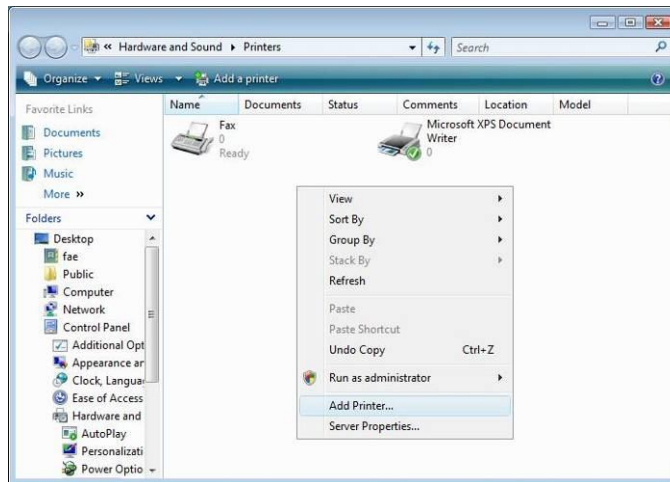 « Hardware and Sound ▸ Printers
Search
Organize Views Add a printer
Favorite Links
Documents
Pictures
Music
More »
Folders
Desktop
fae
Public
Computer
Network
Control Panel
Additional Opt
Appearance ar
Clock, Languag
Ease of Access
Hardware and
AutoPlay
Personalizati
Power Optio
Name Documents Status Comments Location Model
Fax
0
Ready
Microsoft XPS Document
Writer
0
View
Sort By
Group By
Stack By
Refresh
Paste
Paste Shortcut
Undo Copy Ctrl+Z
Run as administrator
Add Printer...
Server Properties...